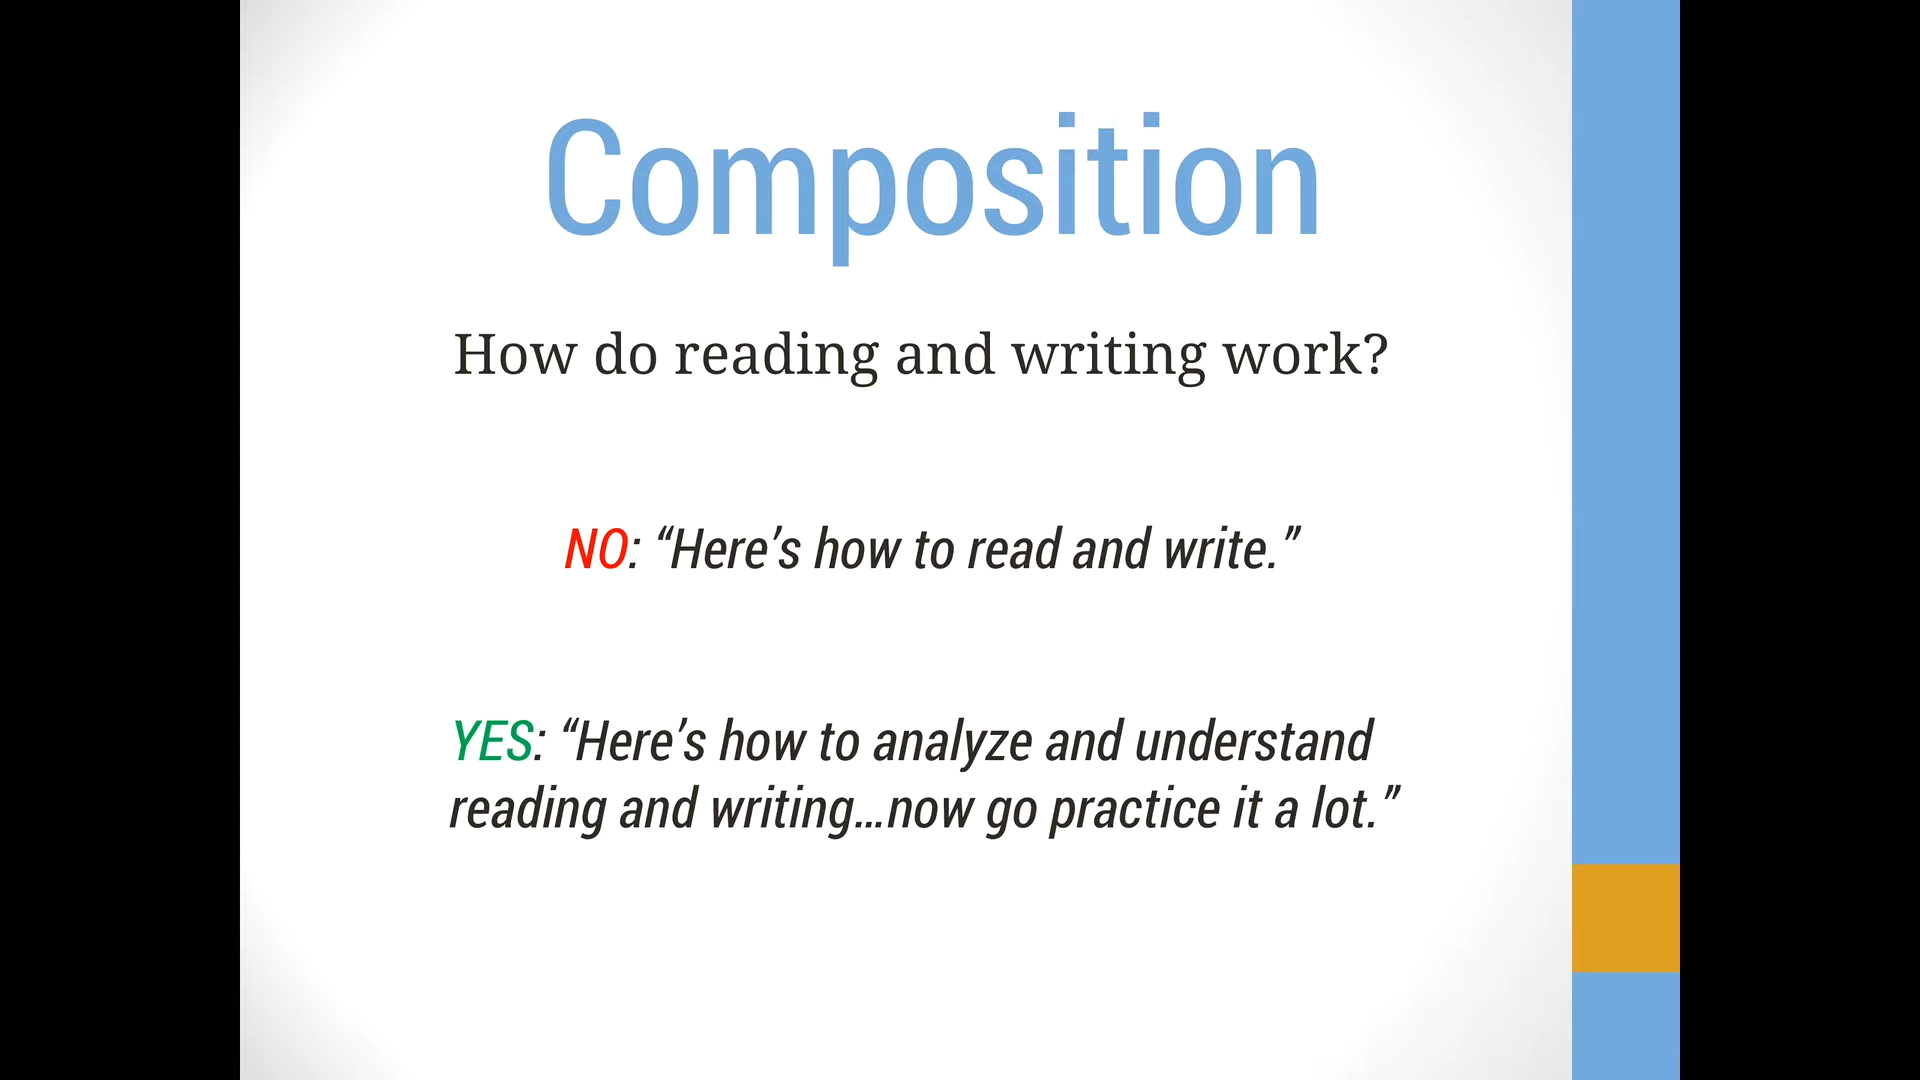 Composition
How do reading and writing work?
NO: “Here’s how to read and write.”
YES: “Here’s how to analyze and understand
reading and writing…now go practice it a lot.”